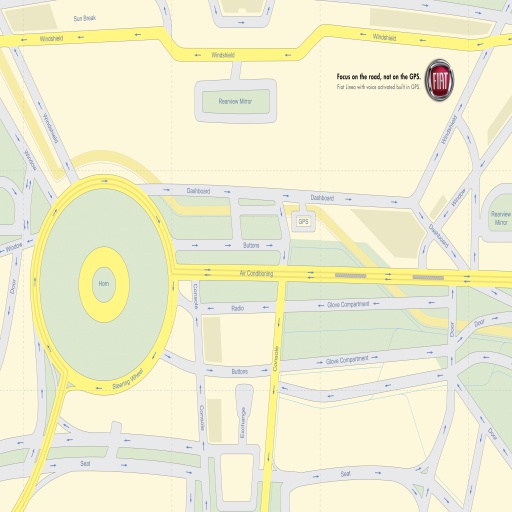 Sun Break
Windshield
Windshield
Windshield
Focus on the road, not on the GPS.
Fiat Linea with voice activated built in GPS.
FIAT
Rearview Mirror
Windshield
Windshield
Window
Dashboard
Dashboard
Window
GPS
Rearview
Mirror
Dashboard
Window
Buttons
Air Conditioning
Horn
Door
Console
Radio
Glove Compartment
Door
Door
Console
Glove Compartment
Steering Wheel
Buttons
Console
Exchange
Door
Seat
Seat